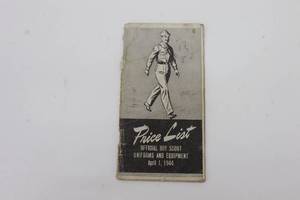 Price List
OFFICIAL BOY SCOUT
UNIFORMS AND EQUIPMENT
April 1, 1944